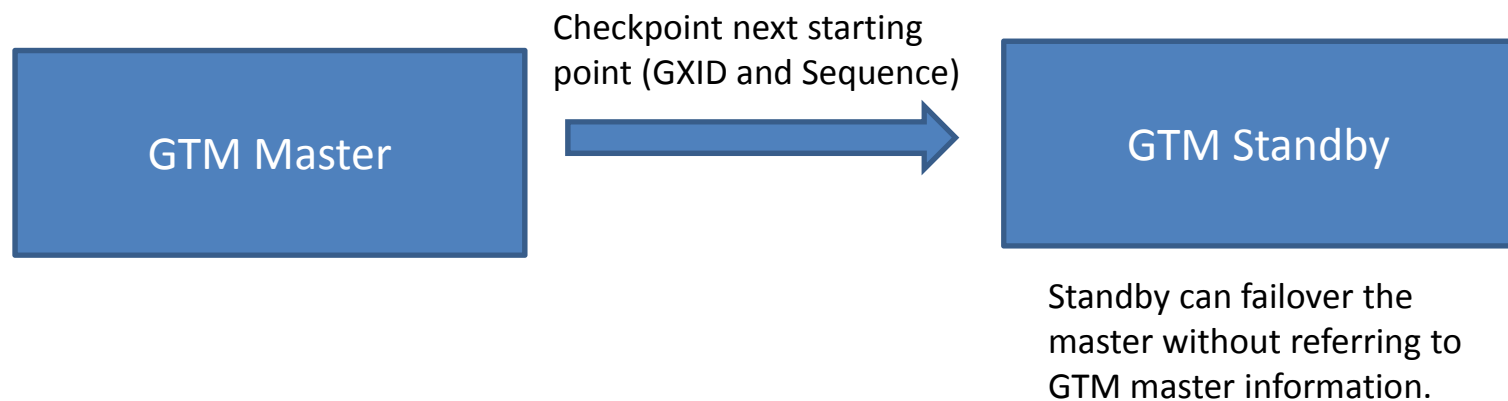 GTM Master
Checkpoint next starting
point (GXID and Sequence)
GTM Standby
Standby can failover the
master without referring to
GTM master information.